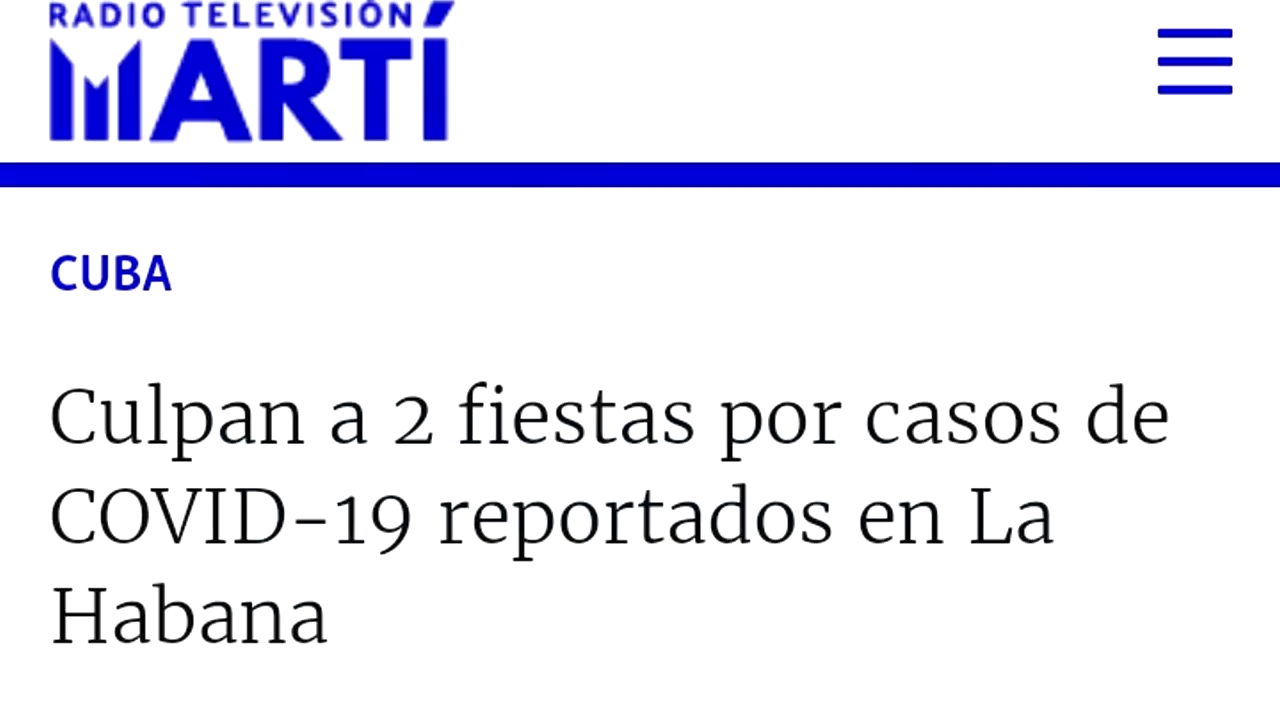 RADIO TELEVISIÓN
MARTÍ
CUBA
Culpan a 2 fiestas por casos de
COVID-19 reportados en La
Habana